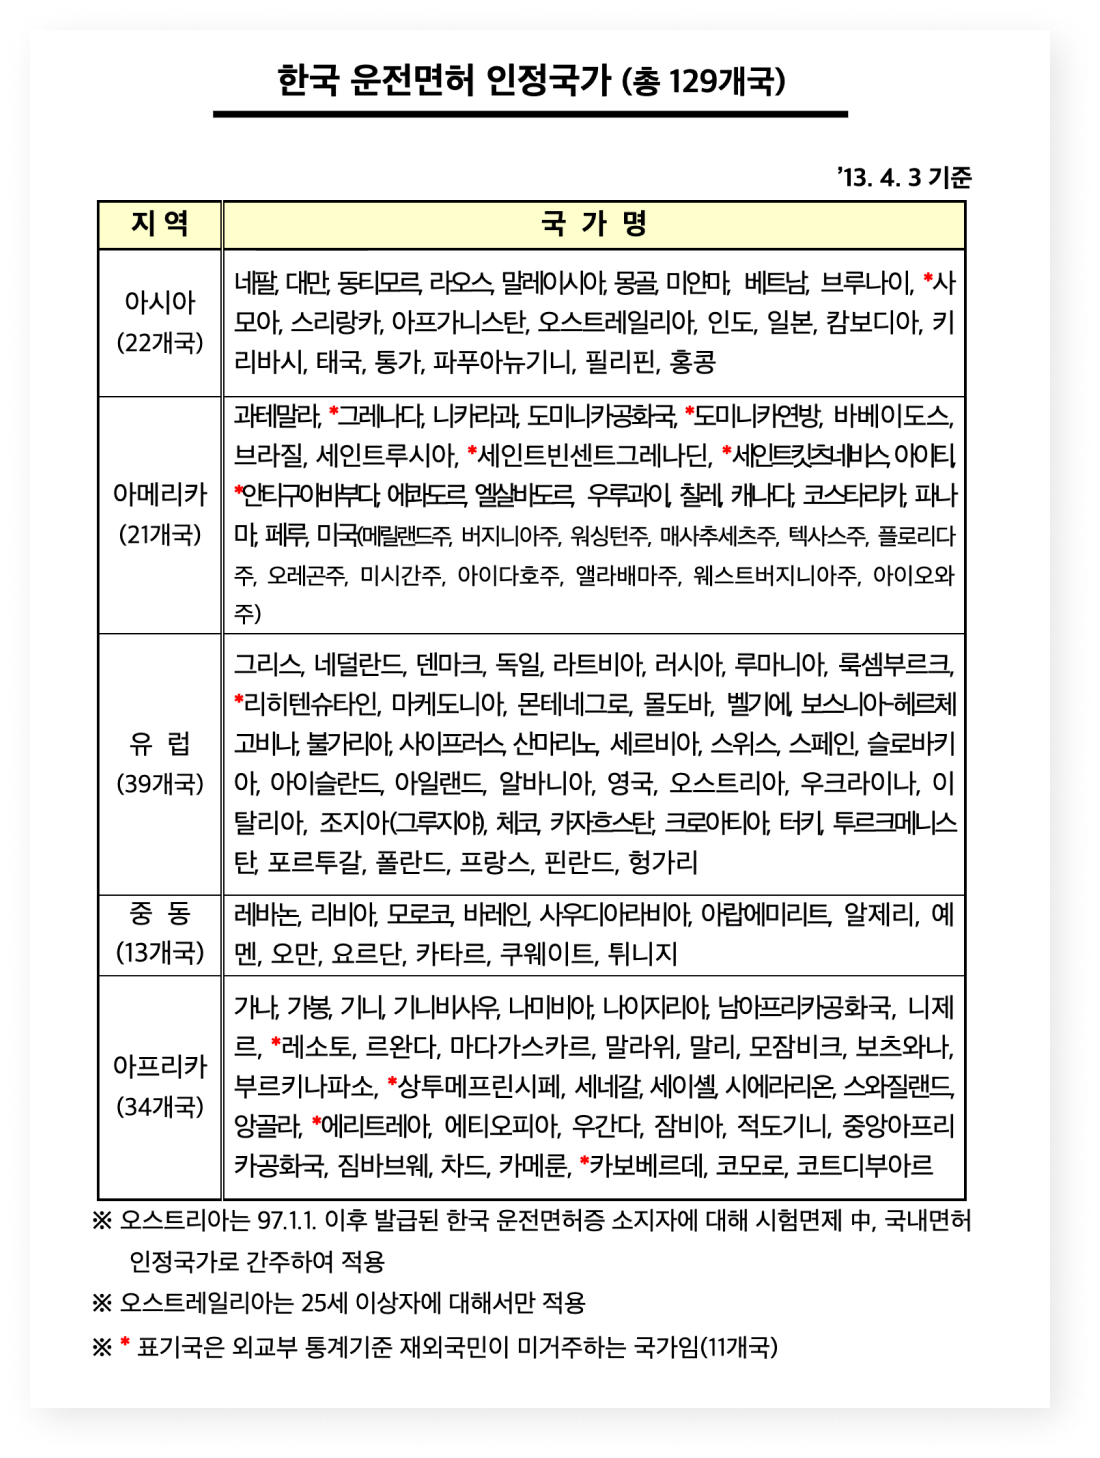 한국 운전면허 인정국가 (총 129개국)
'13. 4. 3 기준
지 역
국 가 명
아시아
(22개국)
네팔, 대만, 동티모르, 라오스, 말레이시아, 몽골, 미얀마, 베트남, 브루나이, *사
모아, 스리랑카, 아프가니스탄, 오스트레일리아, 인도, 일본, 캄보디아, 키
리바시, 태국, 통가, 파푸아뉴기니, 필리핀, 홍콩
아메리카
(21개국)
과테말라, *그레나다, 니카라과, 도미니카공화국, *도미니카연방, 바베이도스,
브라질, 세인트루시아, *세인트빈센트그레나딘, *세인트킷츠네비스, 아이티,
*안티구아바부다, 에콰도르, 엘살바도르, 우루과이, 칠레, 캐나다, 코스타리카, 파나
마, 페루, 미국(메릴랜드주, 버지니아주, 워싱턴주, 매사추세츠주, 텍사스주, 플로리다
주, 오레곤주, 미시간주, 아이다호주, 앨라배마주, 웨스트버지니아주, 아이오와
주)
유 럽
(39개국)
그리스, 네덜란드, 덴마크, 독일, 라트비아, 러시아, 루마니아, 룩셈부르크,
*리히텐슈타인, 마케도니아, 몬테네그로, 몰도바, 벨기에, 보스니아-헤르체
고비나, 불가리아, 사이프러스, 산마리노, 세르비아, 스위스, 스페인, 슬로바키
아, 아이슬란드, 아일랜드, 알바니아, 영국, 오스트리아, 우크라이나, 이
탈리아, 조지아(그루지야), 체코, 카자흐스탄, 크로아티아, 터키, 투르크메니스
탄, 포르투갈, 폴란드, 프랑스, 핀란드, 헝가리
중 동
(13개국)
레바논, 리비아, 모로코, 바레인, 사우디아라비아, 아랍에미리트, 알제리, 예
멘, 오만, 요르단, 카타르, 쿠웨이트, 튀니지
아프리카
(34개국)
가나, 가봉, 기니, 기니비사우, 나미비아, 나이지리아, 남아프리카공화국, 니제
르, *레소토, 르완다, 마다가스카르, 말라위, 말리, 모잠비크, 보츠와나,
부르키나파소, *상투메프린시페, 세네갈, 세이셸, 시에라리온, 스와질랜드,
앙골라, *에리트레아, 에티오피아, 우간다, 잠비아, 적도기니, 중앙아프리
카공화국, 짐바브웨, 차드, 카메룬, *카보베르데, 코모로, 코트디부아르
※ 오스트리아는 97.1.1. 이후 발급된 한국 운전면허증 소지자에 대해 시험면제 中, 국내면허
인정국가로 간주하여 적용
※ 오스트레일리아는 25세 이상자에 대해서만 적용
※ * 표기국은 외교부 통계기준 재외국민이 미거주하는 국가임(11개국)